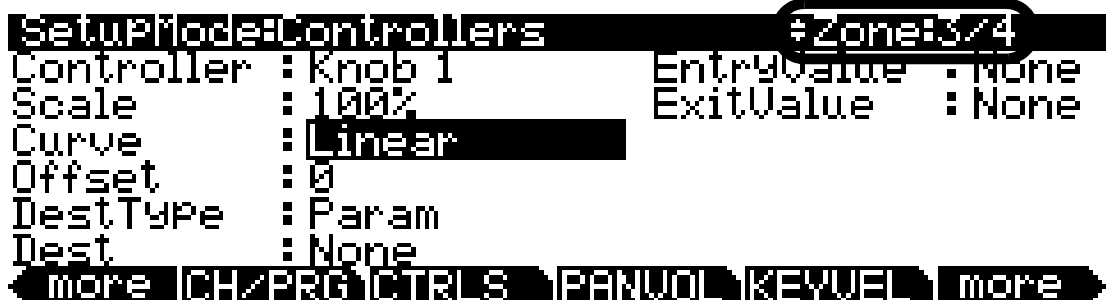 SetupMode:Controllers ◆Zone:3/4
Controller :Knob 1 EntryValue :None
Scale :100% ExitValue :None
Curve :Linear
Offset :0
DestType :Param
Dest :None
more CH/PRG CTRLS PANVOL KEYVEL more